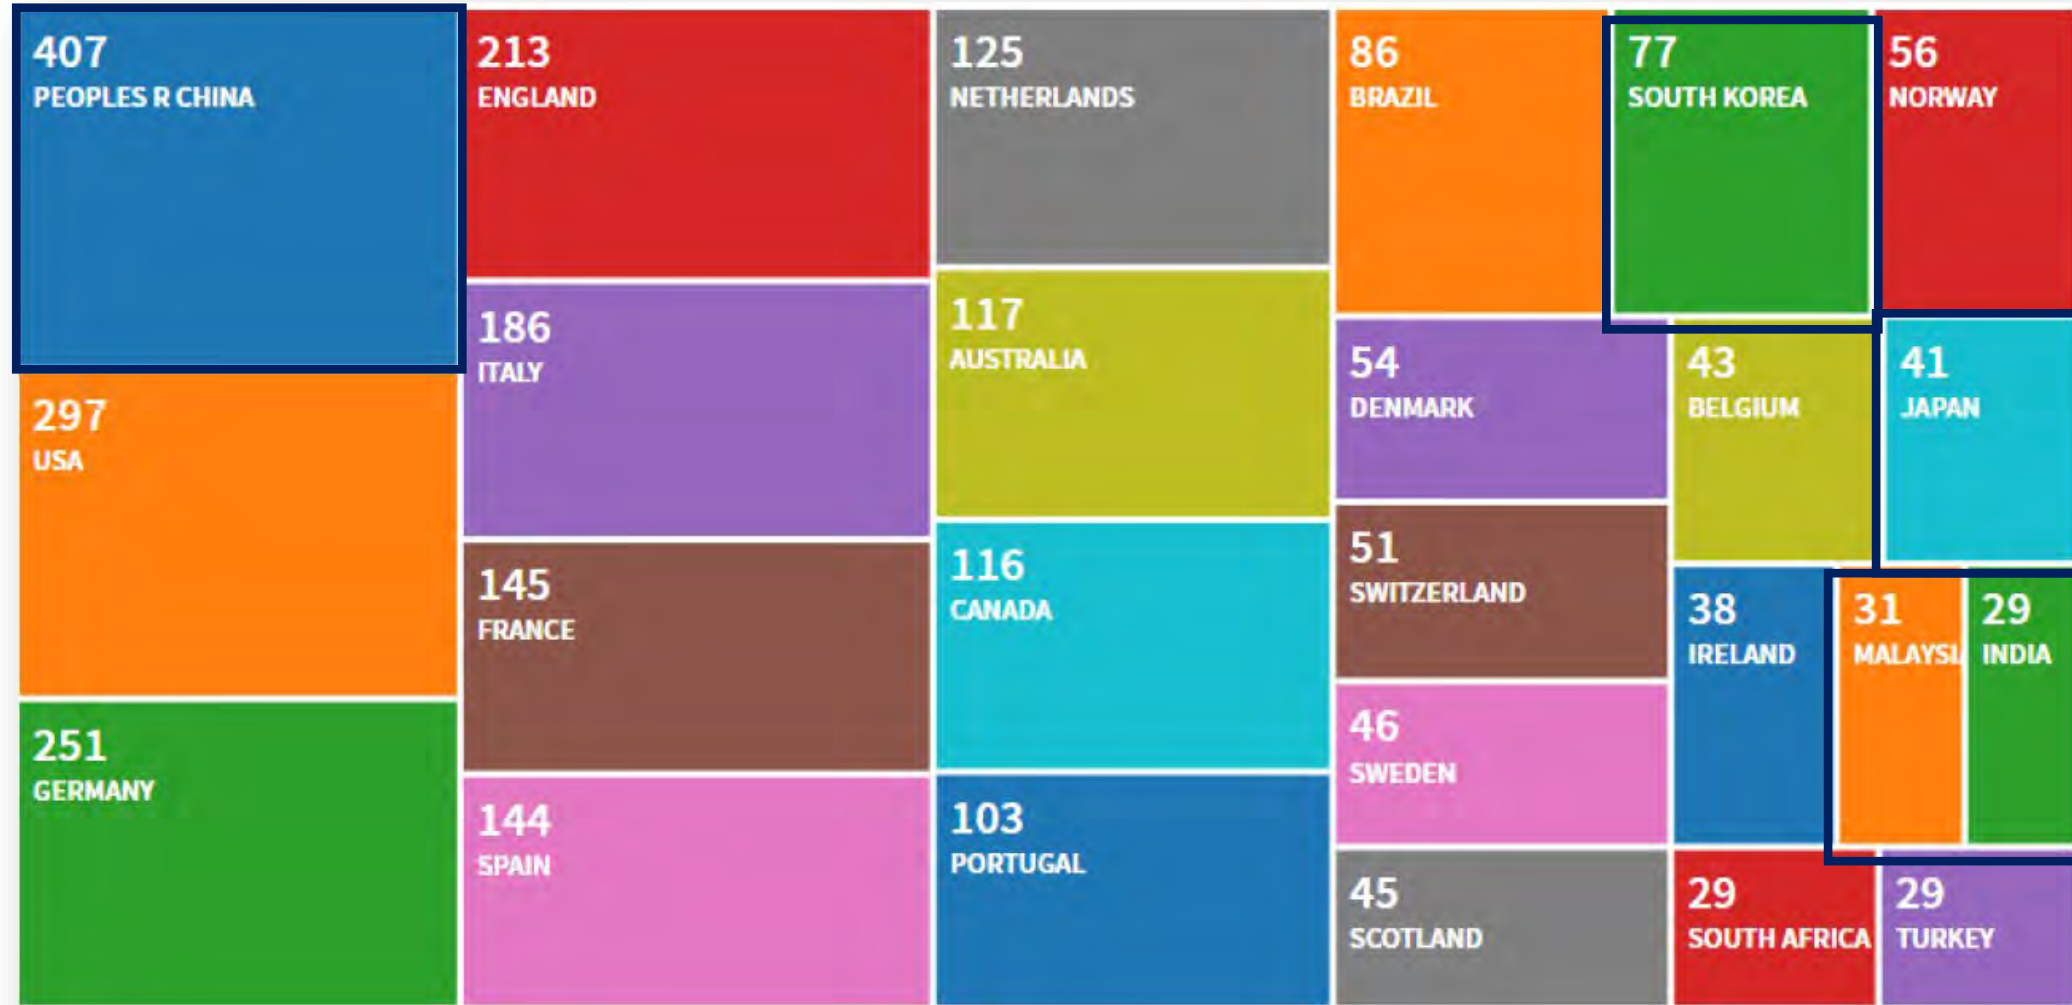 407
PEOPLES R CHINA
297
USA
251
GERMANY
213
ENGLAND
186
ITALY
145
FRANCE
144
SPAIN
125
NETHERLANDS
117
AUSTRALIA
116
CANADA
103
PORTUGAL
86
BRAZIL
77
SOUTH KOREA
56
NORWAY
54
DENMARK
51
SWITZERLAND
46
SWEDEN
45
SCOTLAND
43
BELGIUM
41
JAPAN
38
IRELAND
31
MALAYSI
29
INDIA
29
SOUTH AFRICA
29
TURKEY